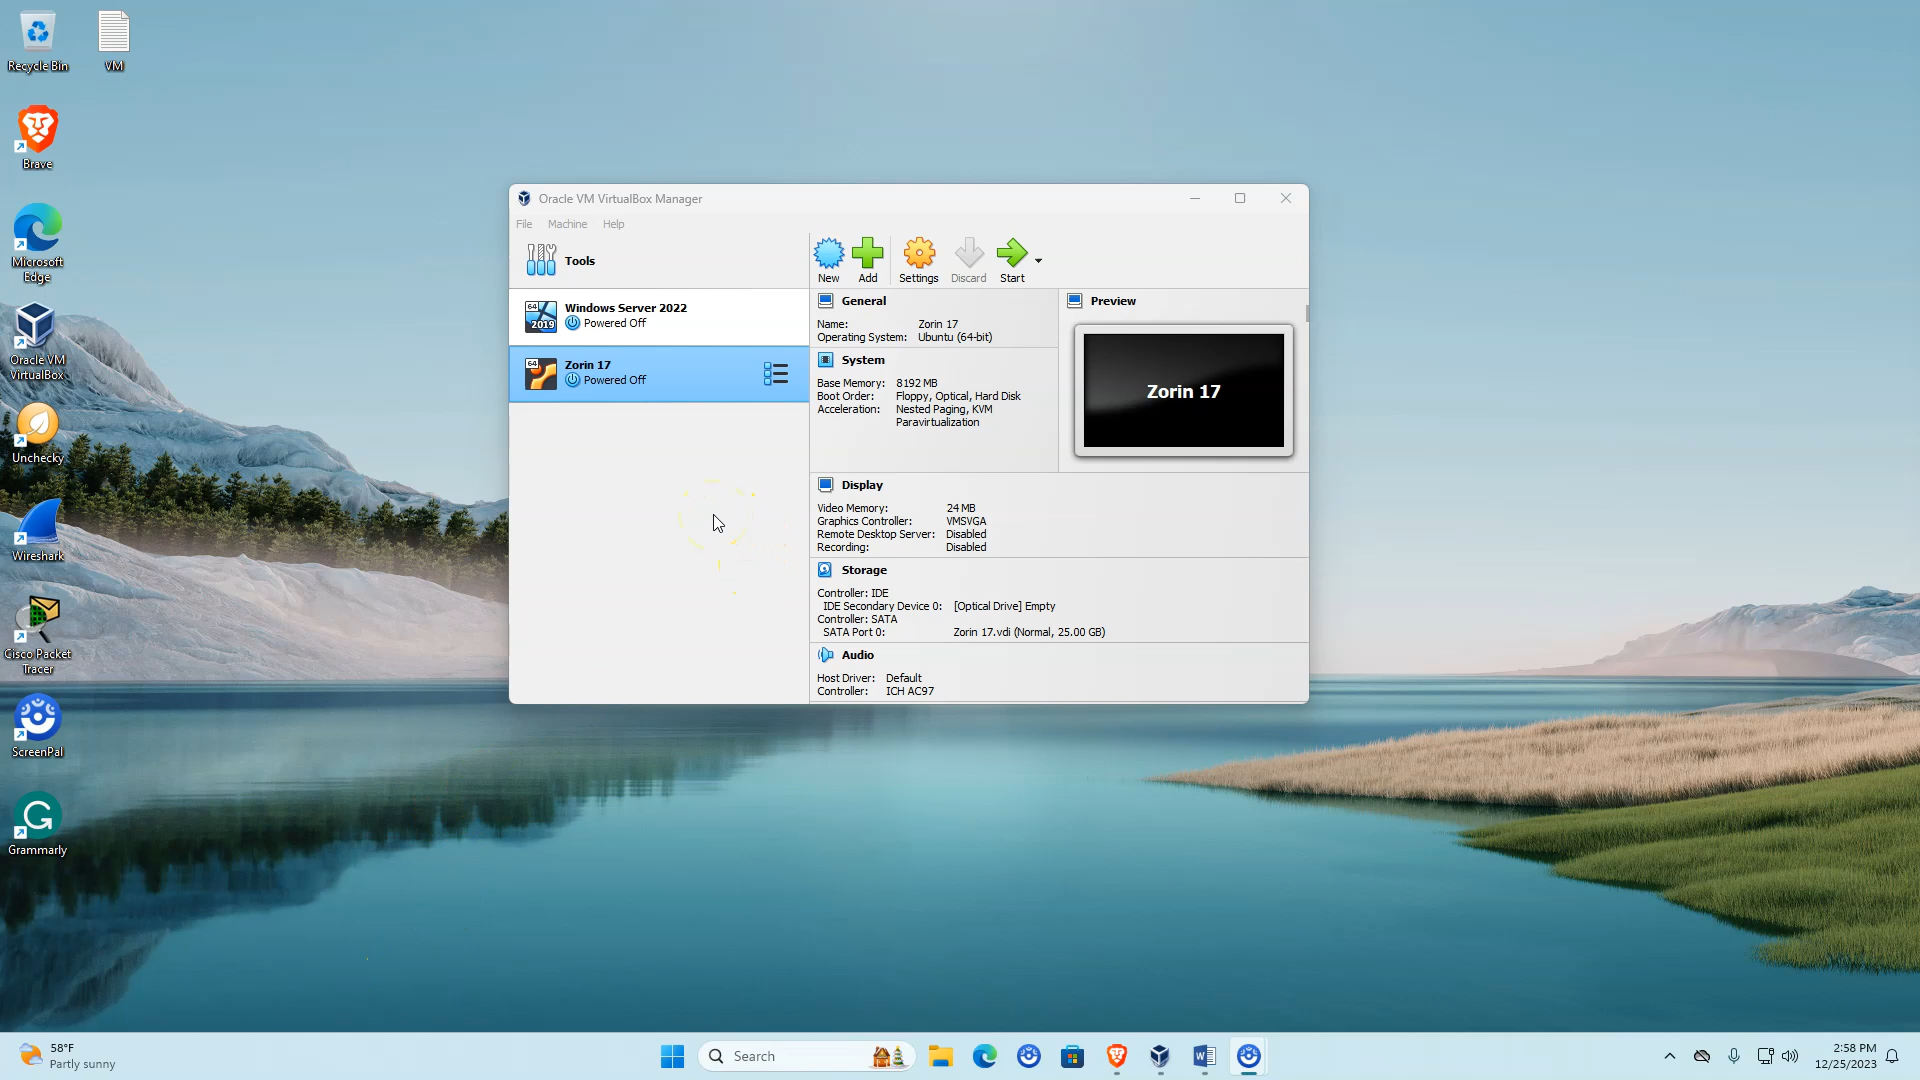 Recycle Bin
VM
Brave
Microsoft
Edge
Oracle VM
VirtualBox
Unchecky
Wireshark
Cisco Packet
Tracer
ScreenPal
Grammarly
Oracle VM VirtualBox Manager
File Machine Help
Tools
New Add Settings Discard Start
64
2019
Windows Server 2022
Powered Off
64
Zorin 17
Powered Off
General
Name: Zorin 17
Operating System: Ubuntu (64-bit)
System
Base Memory: 8192 MB
Boot Order: Floppy, Optical, Hard Disk
Acceleration: Nested Paging, KVM
Paravirtualization
Preview
Zorin 17
Display
Video Memory: 24 MB
Graphics Controller: VMSVGA
Remote Desktop Server: Disabled
Recording: Disabled
Storage
Controller: IDE
IDE Secondary Device 0: [Optical Drive] Empty
Controller: SATA
SATA Port 0: Zorin 17.vdi (Normal, 25.00 GB)
Audio
Host Driver: Default
Controller: ICH AC97
58°F
Partly sunny
Search
2:58 PM
12/25/2023